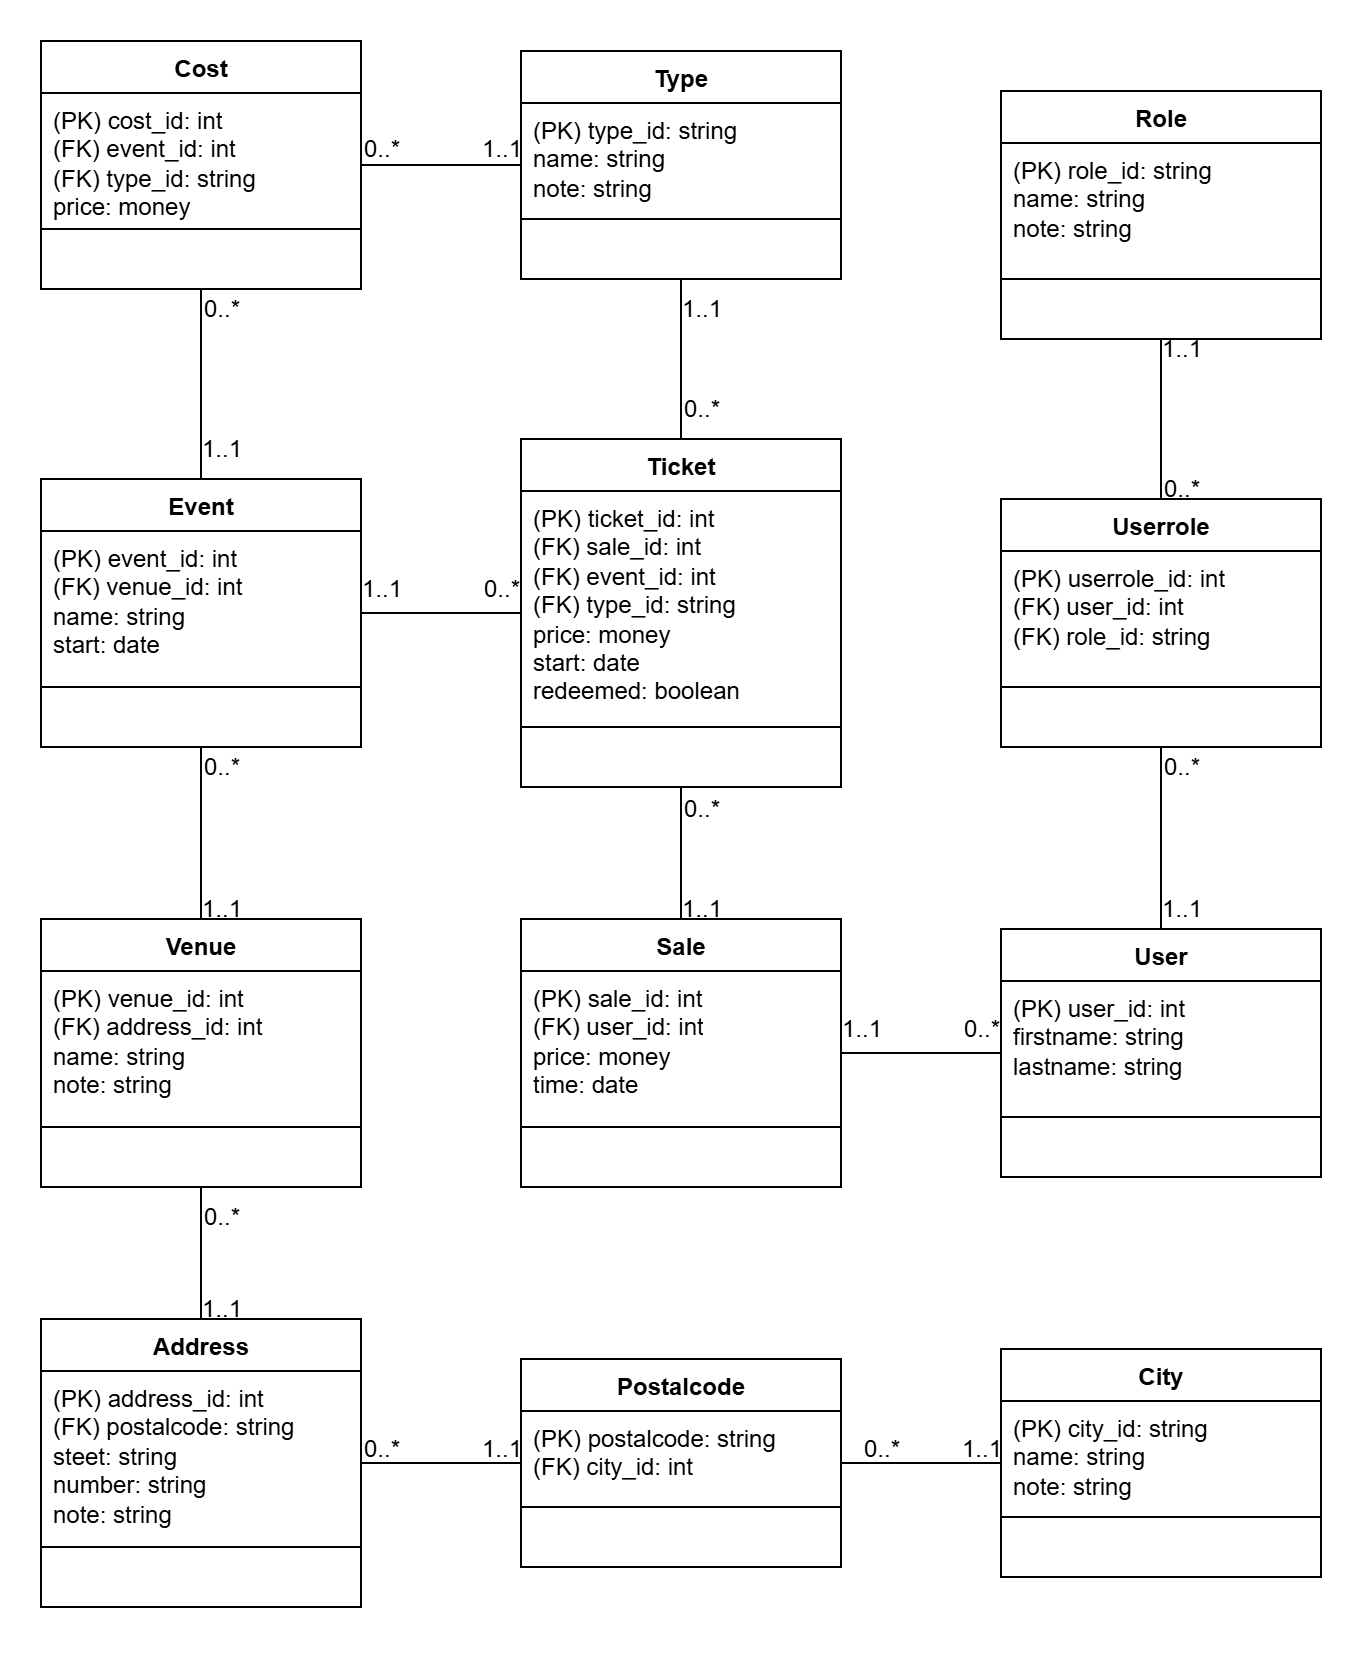 Cost
(PK) cost_id: int
(FK) event_id: int
(FK) type_id: string
price: money
0..*
1..1
Type
(PK) type_id: string
name: string
note: string
Role
(PK) role_id: string
name: string
note: string
0..*
1..1
1..1
0..*
1..1
0..*
Event
(PK) event_id: int
(FK) venue_id: int
name: string
start: date
1..1
0..*
Ticket
(PK) ticket_id: int
(FK) sale_id: int
(FK) event_id: int
(FK) type_id: string
price: money
start: date
redeemed: boolean
Userrole
(PK) userrole_id: int
(FK) user_id: int
(FK) role_id: string
0..*
1..1
0..*
1..1
0..*
1..1
Venue
(PK) venue_id: int
(FK) address_id: int
name: string
note: string
Sale
(PK) sale_id: int
(FK) user_id: int
price: money
time: date
1..1
0..*
User
(PK) user_id: int
firstname: string
lastname: string
0..*
1..1
Address
(PK) address_id: int
(FK) postalcode: string
steet: string
number: string
note: string
0..*
1..1
Postalcode
(PK) postalcode: string
(FK) city_id: int
0..*
1..1
City
(PK) city_id: string
name: string
note: string